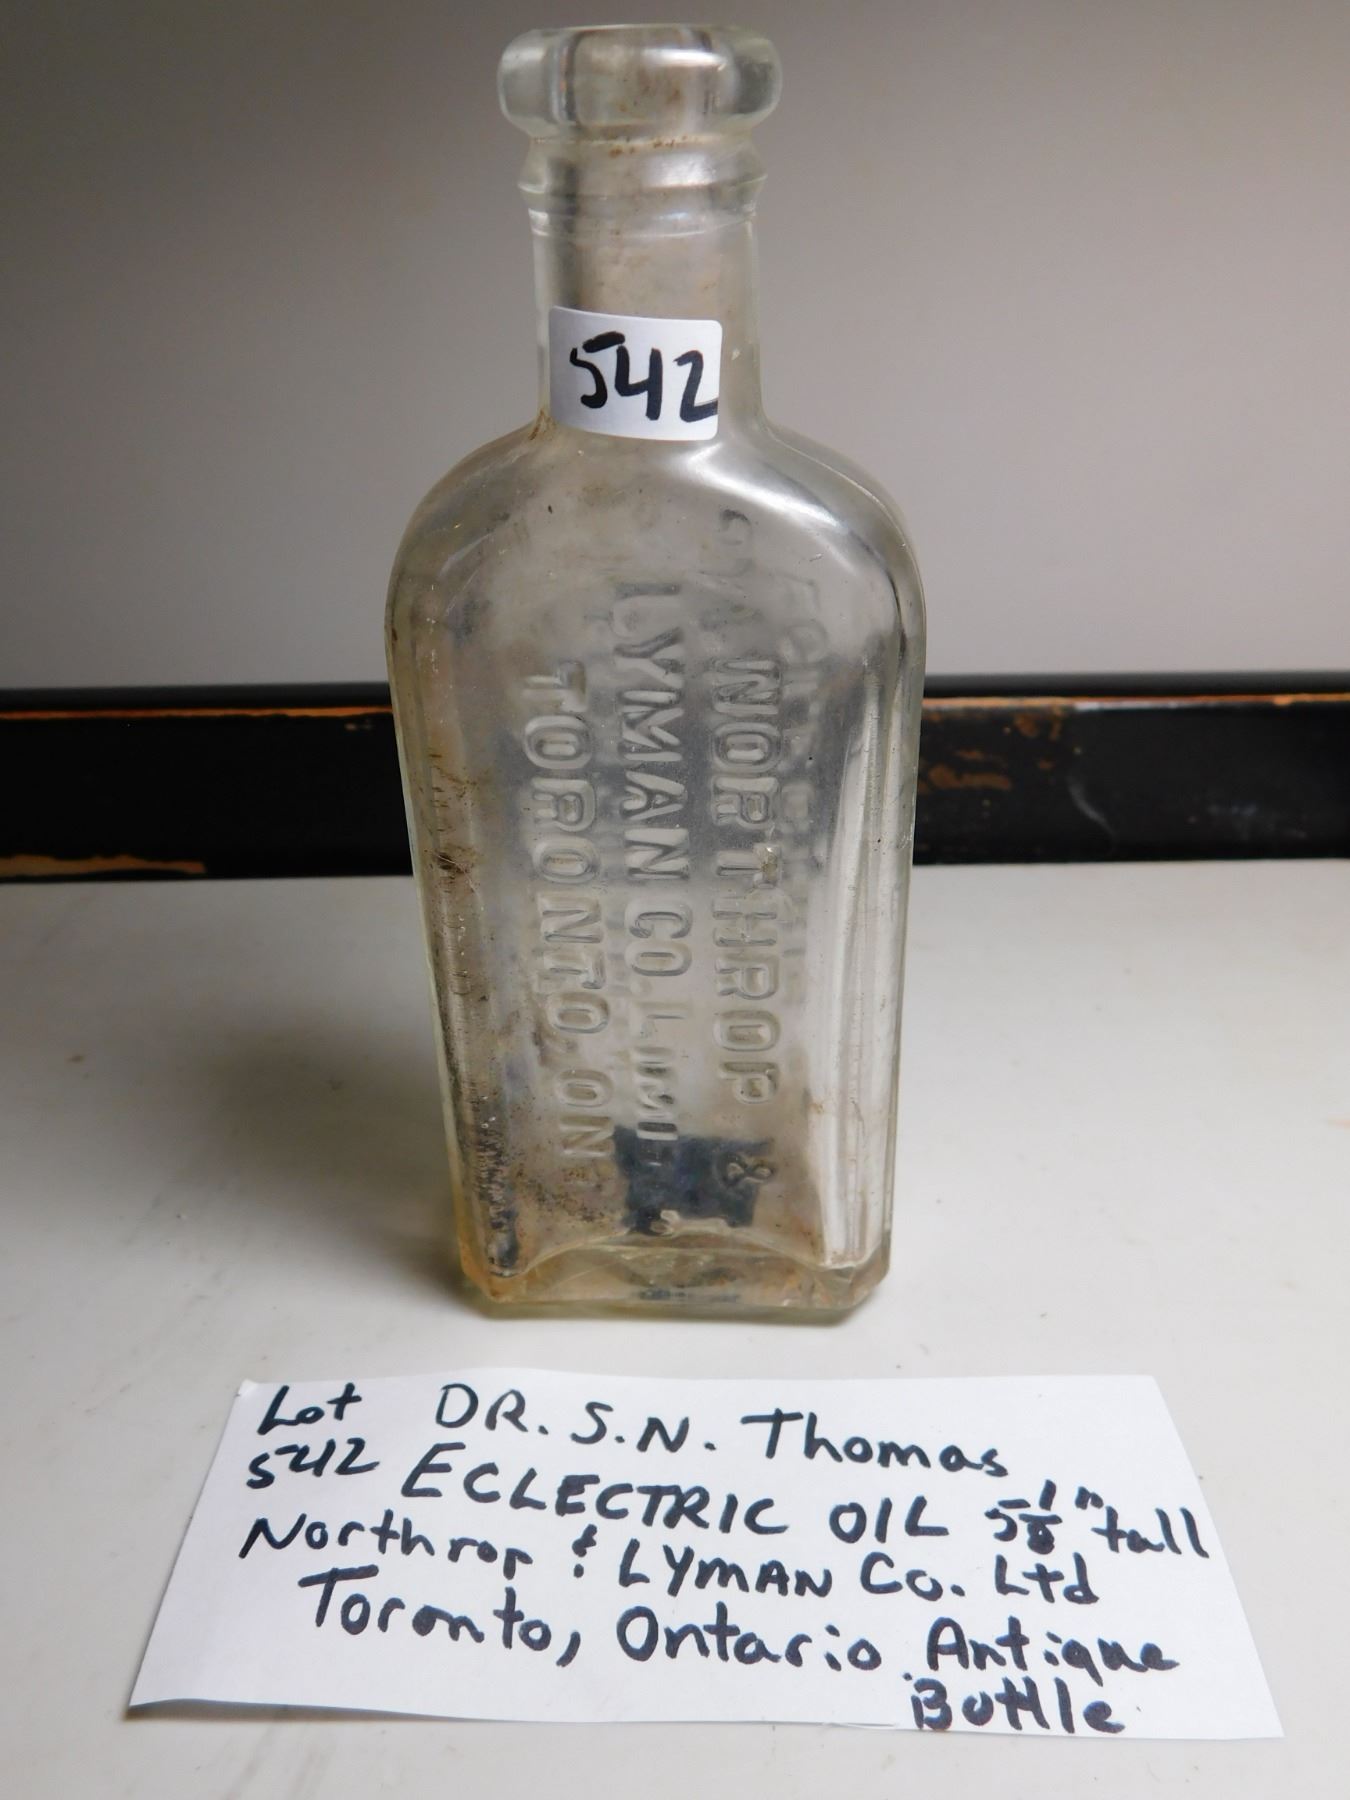 542
NORTHROP &
LYMAN CO. LIMIT
TORONTO, ON
Lot DR. S.N. Thomas
542 ECLECTRIC OIL 5 1/8" tall
Northrop & LYMAN Co. Ltd
Toronto, Ontario Antique
Bottle